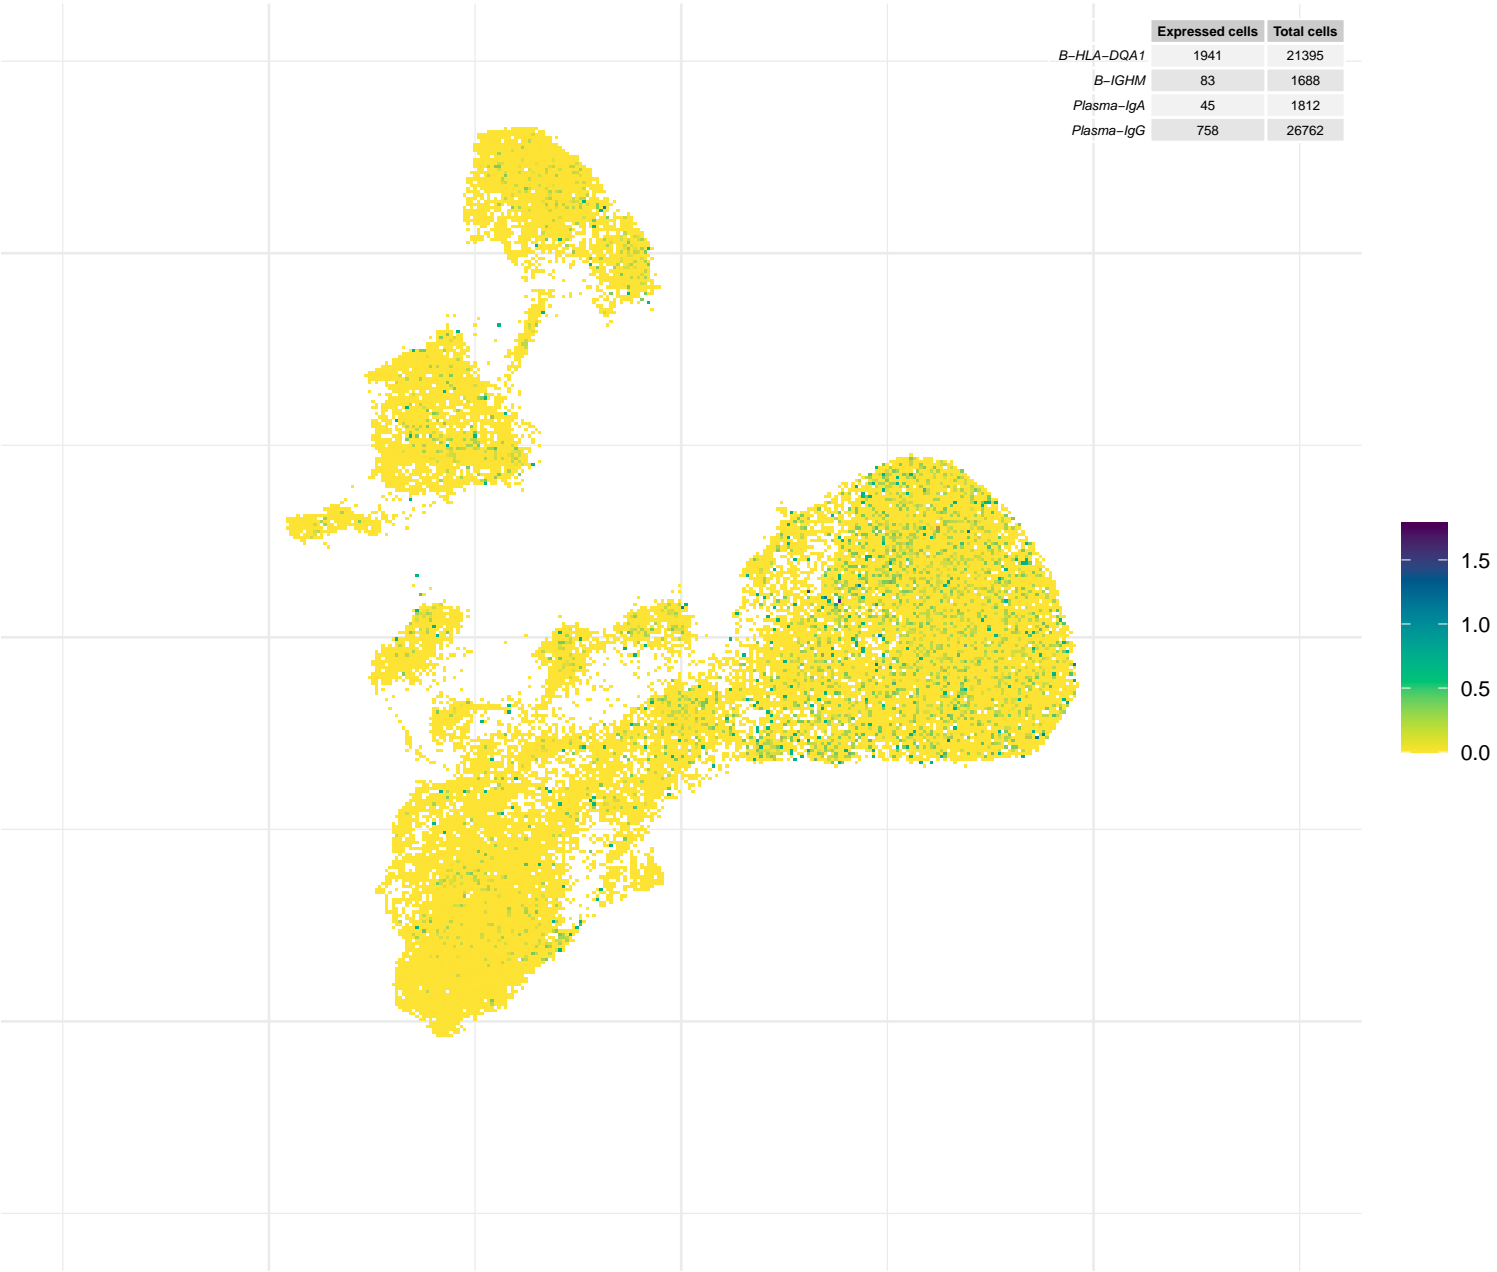 Expressed cells Total cells
B−HLA−DQA1 1941 21395
B−IGHM 83 1688
Plasma−IgA 45 1812
Plasma−IgG 758 26762
1.5
1.0
0.5
0.0